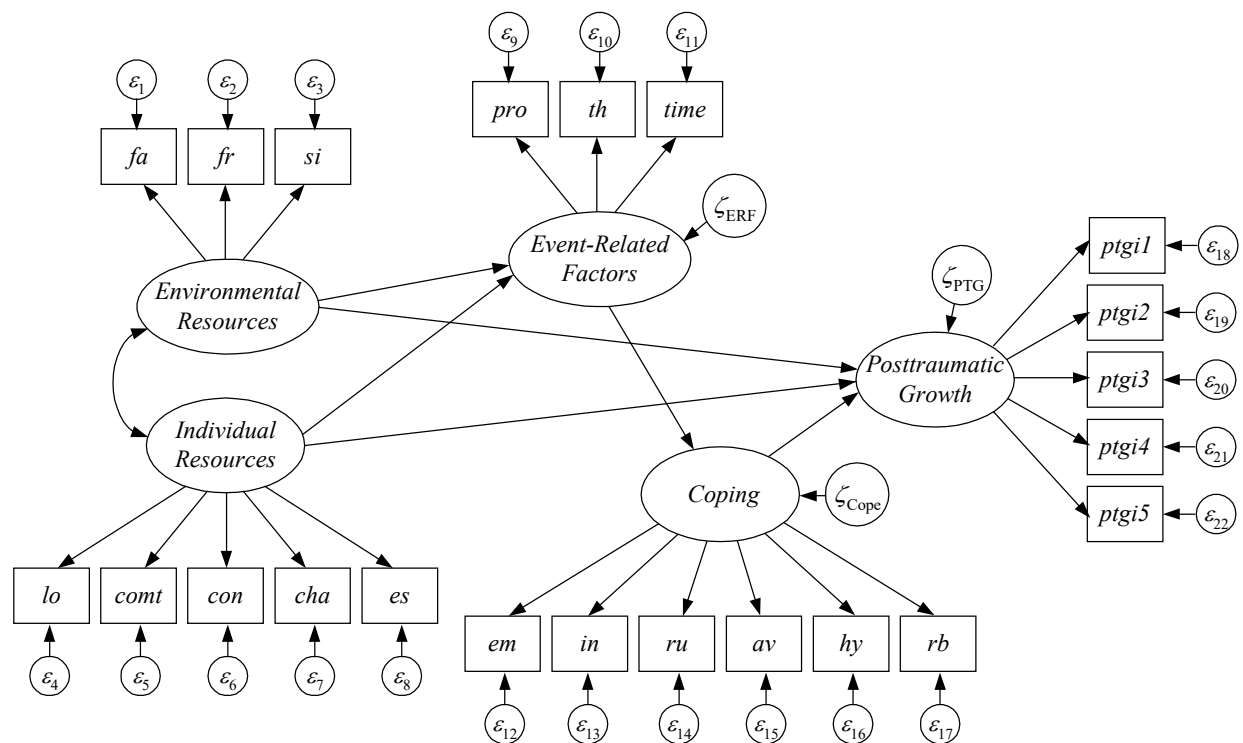 ε1
ε2
ε3
fa
fr
si
ε9
ε10
ε11
pro
th
time
ζERF
Event-Related
Factors
Environmental
Resources
Individual
Resources
lo
comt
con
cha
es
ε4
ε5
ε6
ε7
ε8
ζPTG
Posttraumatic
Growth
Coping
ζCope
em
in
ru
av
hy
rb
ε12
ε13
ε14
ε15
ε16
ε17
ptgi1
ε18
ptgi2
ε19
ptgi3
ε20
ptgi4
ε21
ptgi5
ε22